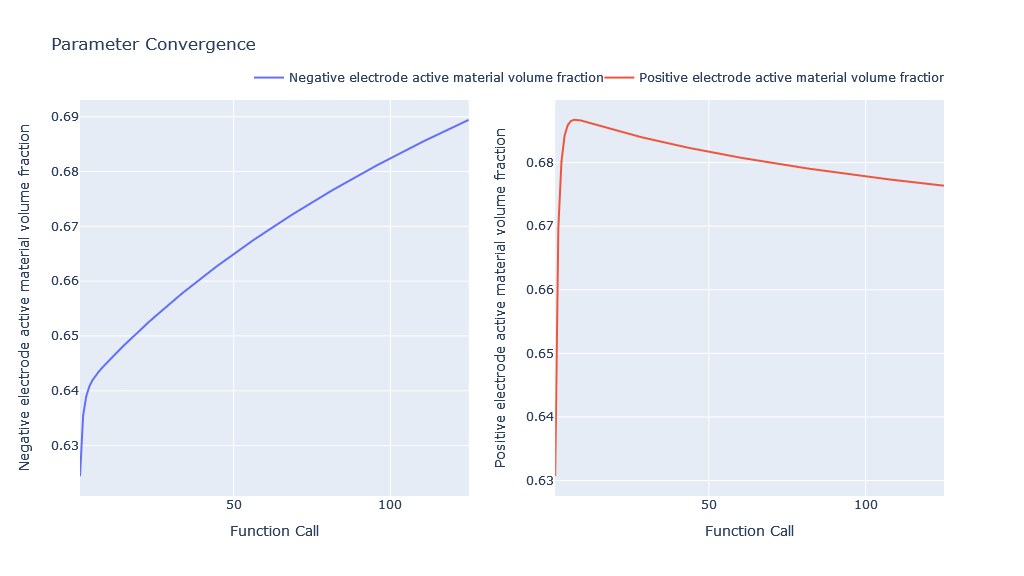 Parameter Convergence
Negative electrode active material volume fraction
Positive electrode active material volume fraction
Negative electrode active material volume fraction
0.69
0.68
0.67
0.66
0.65
0.64
0.63
50
100
Function Call
Positive electrode active material volume fraction
0.68
0.67
0.66
0.65
0.64
0.63
50
100
Function Call